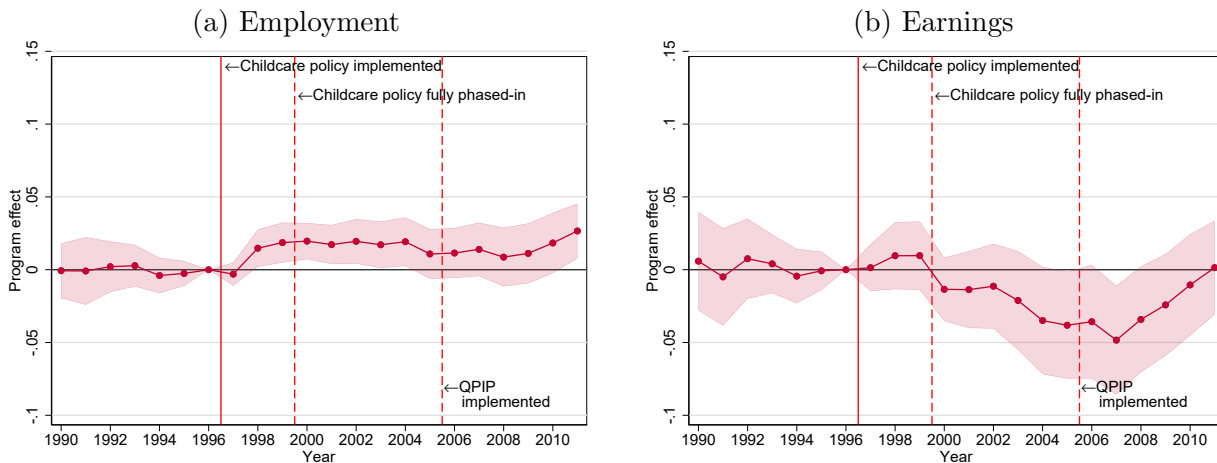 (a) Employment
.15
.1
.05
0
-.05
-.1
Program effect
←Childcare policy implemented
←Childcare policy fully phased-in
←QPIP
implemented
1990 1992 1994 1996 1998 2000 2002 2004 2006 2008 2010
Year
(b) Earnings
.15
.1
.05
0
-.05
-.1
Program effect
←Childcare policy implemented
←Childcare policy fully phased-in
←QPIP
implemented
1990 1992 1994 1996 1998 2000 2002 2004 2006 2008 2010
Year